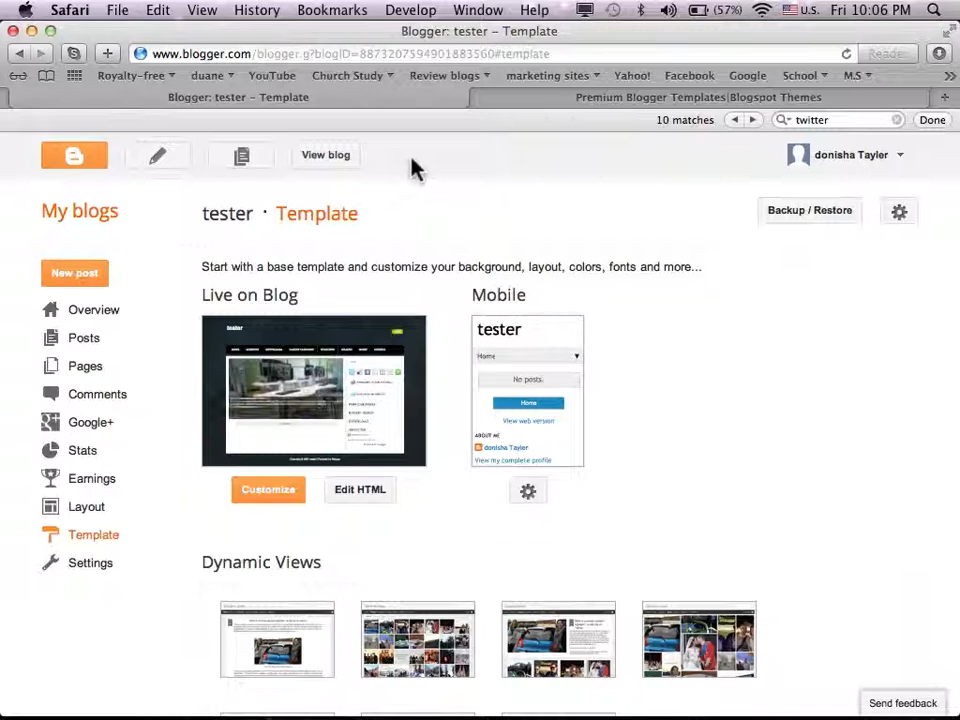 Safari File Edit View History Bookmarks Develop Window Help (57%) U.S. Fri 10:06 PM
Blogger: tester – Template
www.blogger.com/blogger.g?blogID=8873207594901883560#template Reader
Royalty-free duane YouTube Church Study Review blogs marketing sites Yahoo! Facebook Google School M.S
Blogger: tester – Template Premium Blogger Templates|Blogspot Themes
10 matches twitter Done
View blog donisha Taylor
My blogs tester · Template Backup / Restore
New post
Start with a base template and customize your background, layout, colors, fonts and more...
Live on Blog Mobile
Overview
Posts
Pages
Comments
Google+
Stats
Earnings
Layout
Template
Settings
tester
tester
Home
No posts.
Home
View web version
ABOUT ME
donisha Taylor
View my complete profile
Customize Edit HTML
Dynamic Views
Send feedback